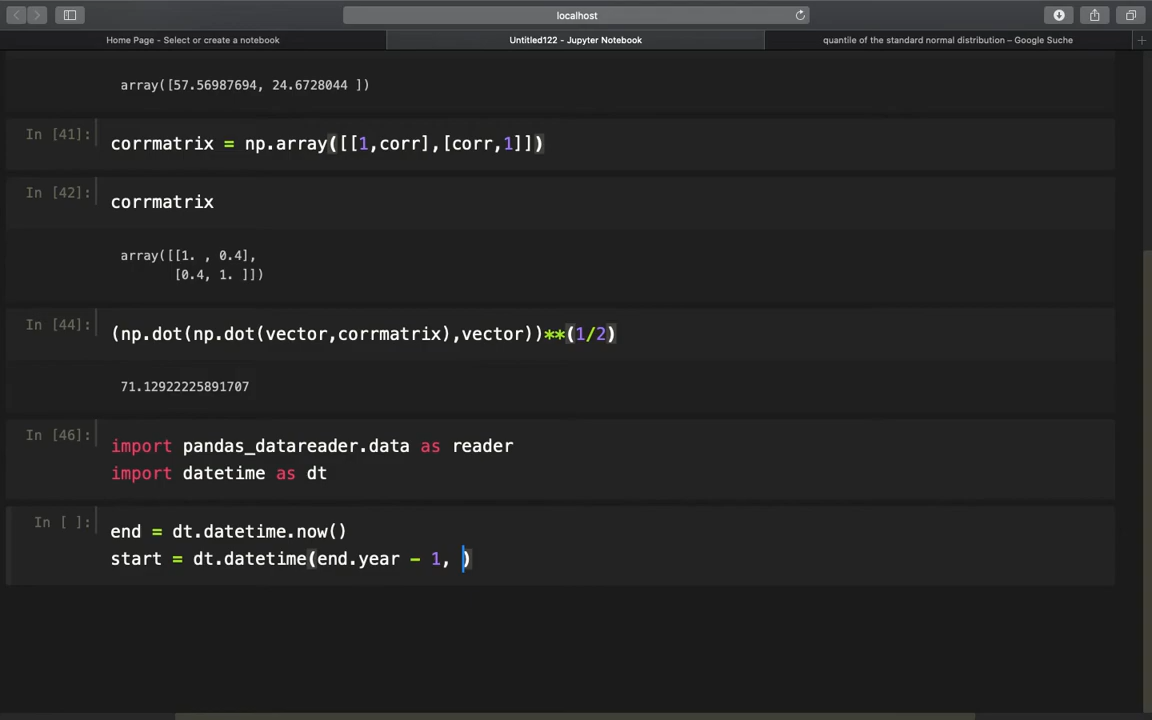 localhost
Home Page - Select or create a notebook
Untitled122 - Jupyter Notebook
quantile of the standard normal distribution – Google Suche
array([57.56987694, 24.6728044 ])
In [41]: corrmatrix = np.array([[1,corr],[corr,1]])
In [42]: corrmatrix
array([[1. , 0.4],
[0.4, 1. ]])
In [44]: (np.dot(np.dot(vector,corrmatrix),vector))**(1/2)
71.12922225891707
In [46]: import pandas_datareader.data as reader
import datetime as dt
In [ ]: end = dt.datetime.now()
start = dt.datetime(end.year - 1, )